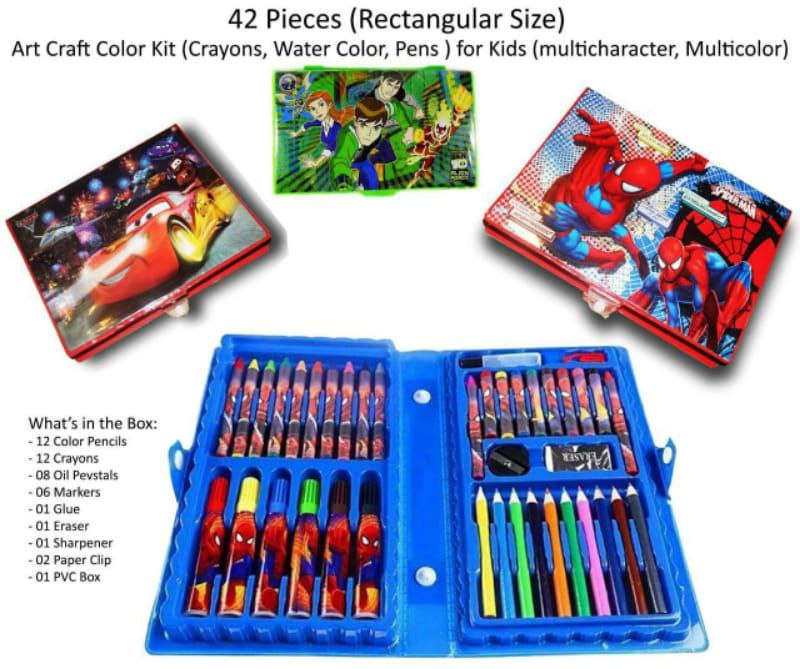 42 Pieces (Rectangular Size)
Art Craft Color Kit (Crayons, Water Color, Pens ) for Kids (multicharacter, Multicolor)
ALIEN
FORCE
SPIDER-MAN
What's in the Box:
- 12 Color Pencils
- 12 Crayons
- 08 Oil Pevstals
- 06 Markers
- 01 Glue
- 01 Eraser
- 01 Sharpener
- 02 Paper Clip
- 01 PVC Box
ERASER